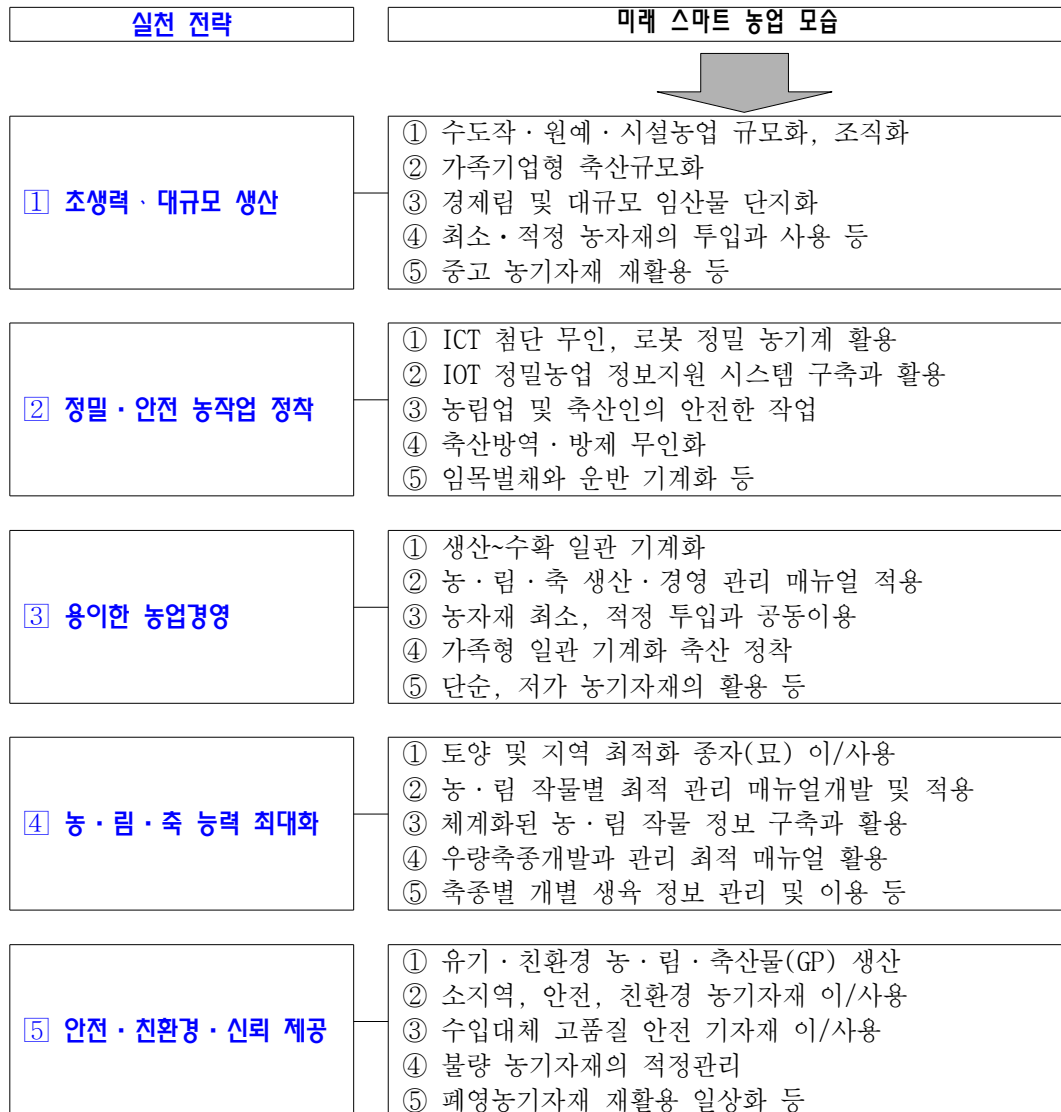 실천 전략
미래 스마트 농업 모습
1 초생력·대규모 생산
① 수도작·원예·시설농업 규모화, 조직화
② 가족기업형 축산규모화
③ 경제림 및 대규모 임산물 단지화
④ 최소·적정 농자재의 투입과 사용 등
⑤ 중고 농기자재 재활용 등
2 정밀·안전 농작업 정착
① ICT 첨단 무인, 로봇 정밀 농기계 활용
② IOT 정밀농업 정보지원 시스템 구축과 활용
③ 농림업 및 축산인의 안전한 작업
④ 축산방역·방제 무인화
⑤ 임목벌채와 운반 기계화 등
3 용이한 농업경영
① 생산~수확 일관 기계화
② 농·림·축 생산·경영 관리 매뉴얼 적용
③ 농자재 최소, 적정 투입과 공동이용
④ 가족형 일관 기계화 축산 정착
⑤ 단순, 저가 농기자재의 활용 등
4 농·림·축 능력 최대화
① 토양 및 지역 최적화 종자(묘) 이/사용
② 농·림 작물별 최적 관리 매뉴얼개발 및 적용
③ 체계화된 농·림 작물 정보 구축과 활용
④ 우량축종개발과 관리 최적 매뉴얼 활용
⑤ 축종별 개별 생육 정보 관리 및 이용 등
5 안전·친환경·신뢰 제공
① 유기·친환경 농·림·축산물(GP) 생산
② 소지역, 안전, 친환경 농기자재 이/사용
③ 수입대체 고품질 안전 기자재 이/사용
④ 불량 농기자재의 적정관리
⑤ 폐영농기자재 재활용 일상화 등